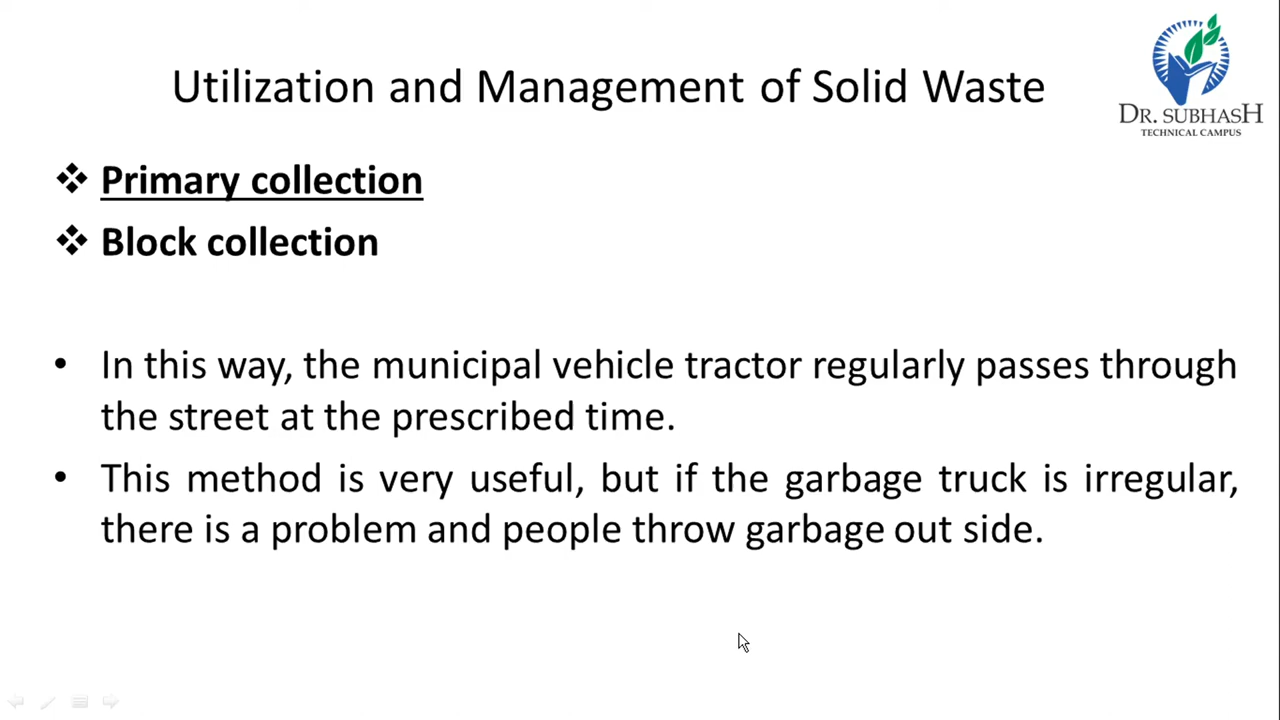 Utilization and Management of Solid Waste
DR. SUBHASH
TECHNICAL CAMPUS
❖ Primary collection
❖ Block collection
• In this way, the municipal vehicle tractor regularly passes through
the street at the prescribed time.
• This method is very useful, but if the garbage truck is irregular,
there is a problem and people throw garbage out side.